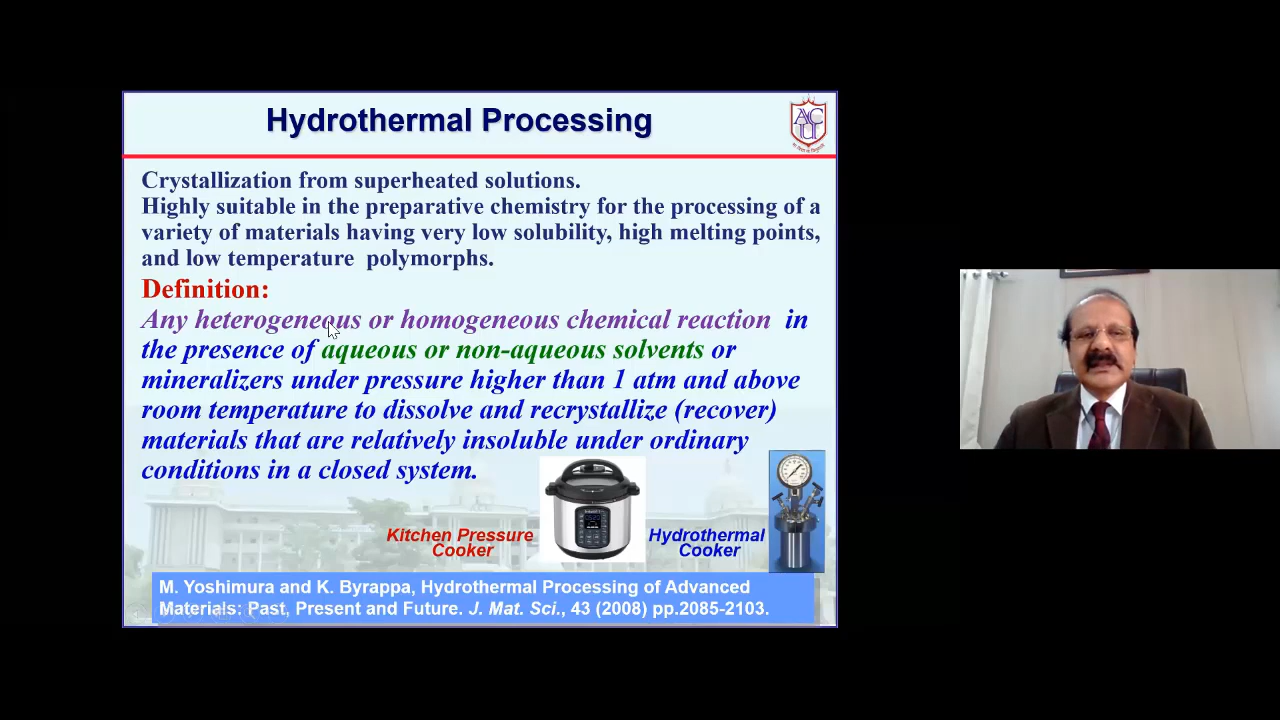 Hydrothermal Processing
ACU
Crystallization from superheated solutions.
Highly suitable in the preparative chemistry for the processing of a
variety of materials having very low solubility, high melting points,
and low temperature polymorphs.
Definition:
Any heterogeneous or homogeneous chemical reaction in
the presence of aqueous or non-aqueous solvents or
mineralizers under pressure higher than 1 atm and above
room temperature to dissolve and recrystallize (recover)
materials that are relatively insoluble under ordinary
conditions in a closed system.
Kitchen Pressure
Cooker
Hydrothermal
Cooker
M. Yoshimura and K. Byrappa, Hydrothermal Processing of Advanced
Materials: Past, Present and Future. J. Mat. Sci., 43 (2008) pp.2085-2103.